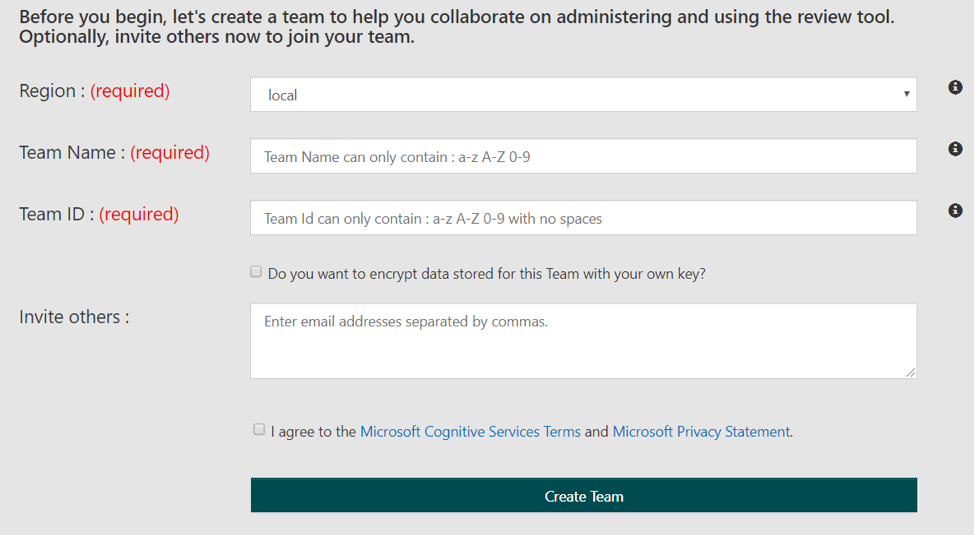 Before you begin, let's create a team to help you collaborate on administering and using the review tool.
Optionally, invite others now to join your team.
Region : (required)
local
Team Name : (required)
Team Name can only contain : a-z A-Z 0-9
Team ID : (required)
Team Id can only contain : a-z A-Z 0-9 with no spaces
Do you want to encrypt data stored for this Team with your own key?
Invite others :
Enter email addresses separated by commas.
I agree to the Microsoft Cognitive Services Terms and Microsoft Privacy Statement.
Create Team